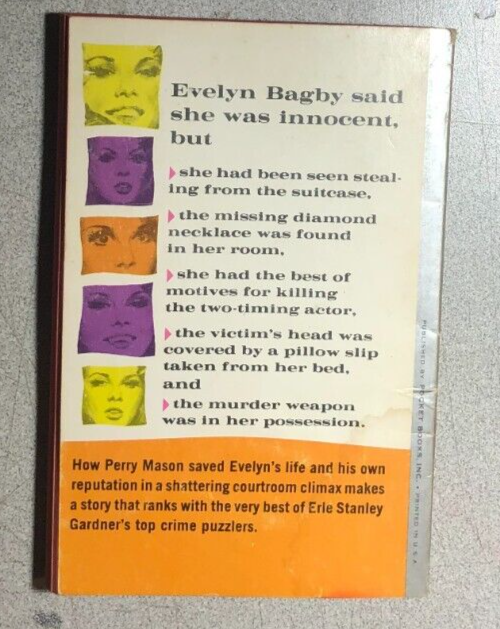 Evelyn Bagby said
she was innocent,
but
she had been seen steal-
ing from the suitcase,
the missing diamond
necklace was found
in her room,
she had the best of
motives for killing
the two-timing actor,
the victim's head was
covered by a pillow slip
taken from her bed,
and
the murder weapon
was in her possession.
How Perry Mason saved Evelyn's life and his own
reputation in a shattering courtroom climax makes
a story that ranks with the very best of Erle Stanley
Gardner's top crime puzzlers.
PUBLISHED BY POCKET BOOKS, INC. • PRINTED IN U.S.A.